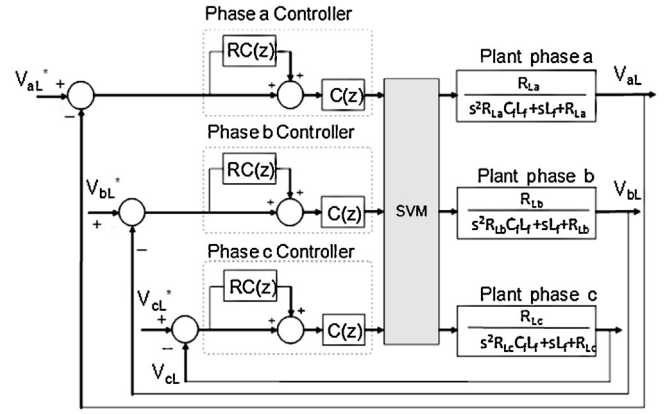 Phase a Controller
RC(z)
Plant phase a
V_aL* +
+
+
C(z)
R_La
s²R_LaC_fL_f+sL_f+R_La
V_aL
−
Phase b Controller
RC(z)
Plant phase b
V_bL*
+
+
+
C(z)
SVM
R_Lb
s²R_LbC_fL_f+sL_f+R_Lb
V_bL
−
Phase c Controller
RC(z)
Plant phase c
V_cL*
+
+
+
C(z)
R_Lc
s²R_LcC_fL_f+sL_f+R_Lc
−
V_cL